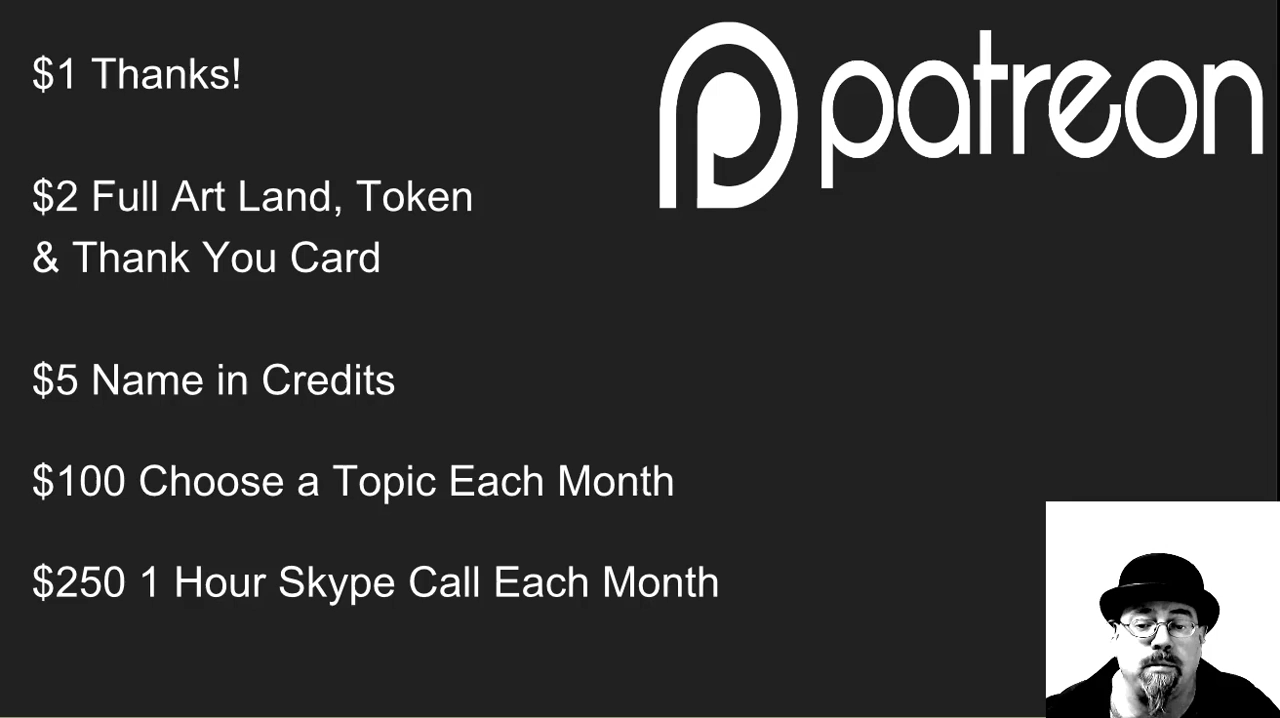 $1 Thanks!
patreon
$2 Full Art Land, Token
& Thank You Card
$5 Name in Credits
$100 Choose a Topic Each Month
$250 1 Hour Skype Call Each Month